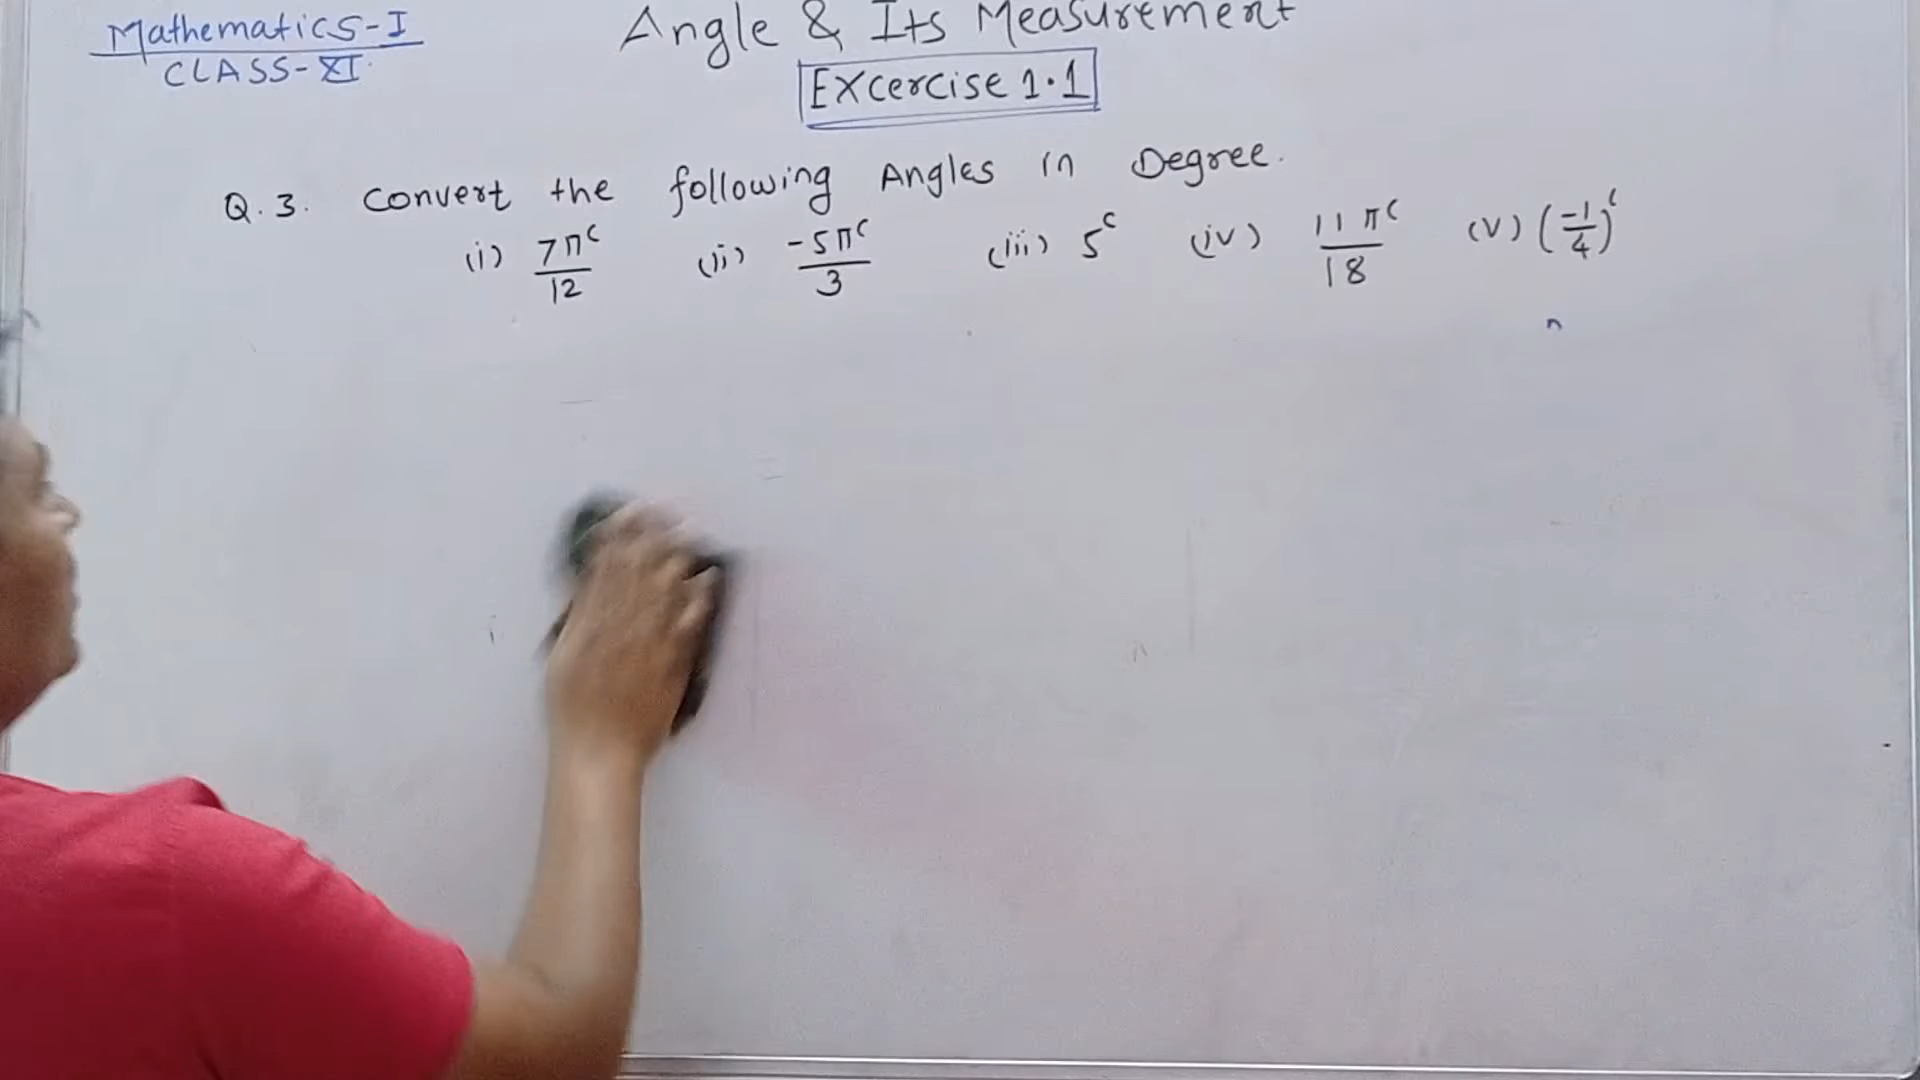 Mathematics-I
CLASS-XI
Angle & Its Measurement
EXcercise 1.1
Q.3. Convert the following Angles in Degree.
(i) 7π^c/12 (ii) -5π^c/3 (iii) 5^c (iv) 11π^c/18 (v) (-1/4)^c